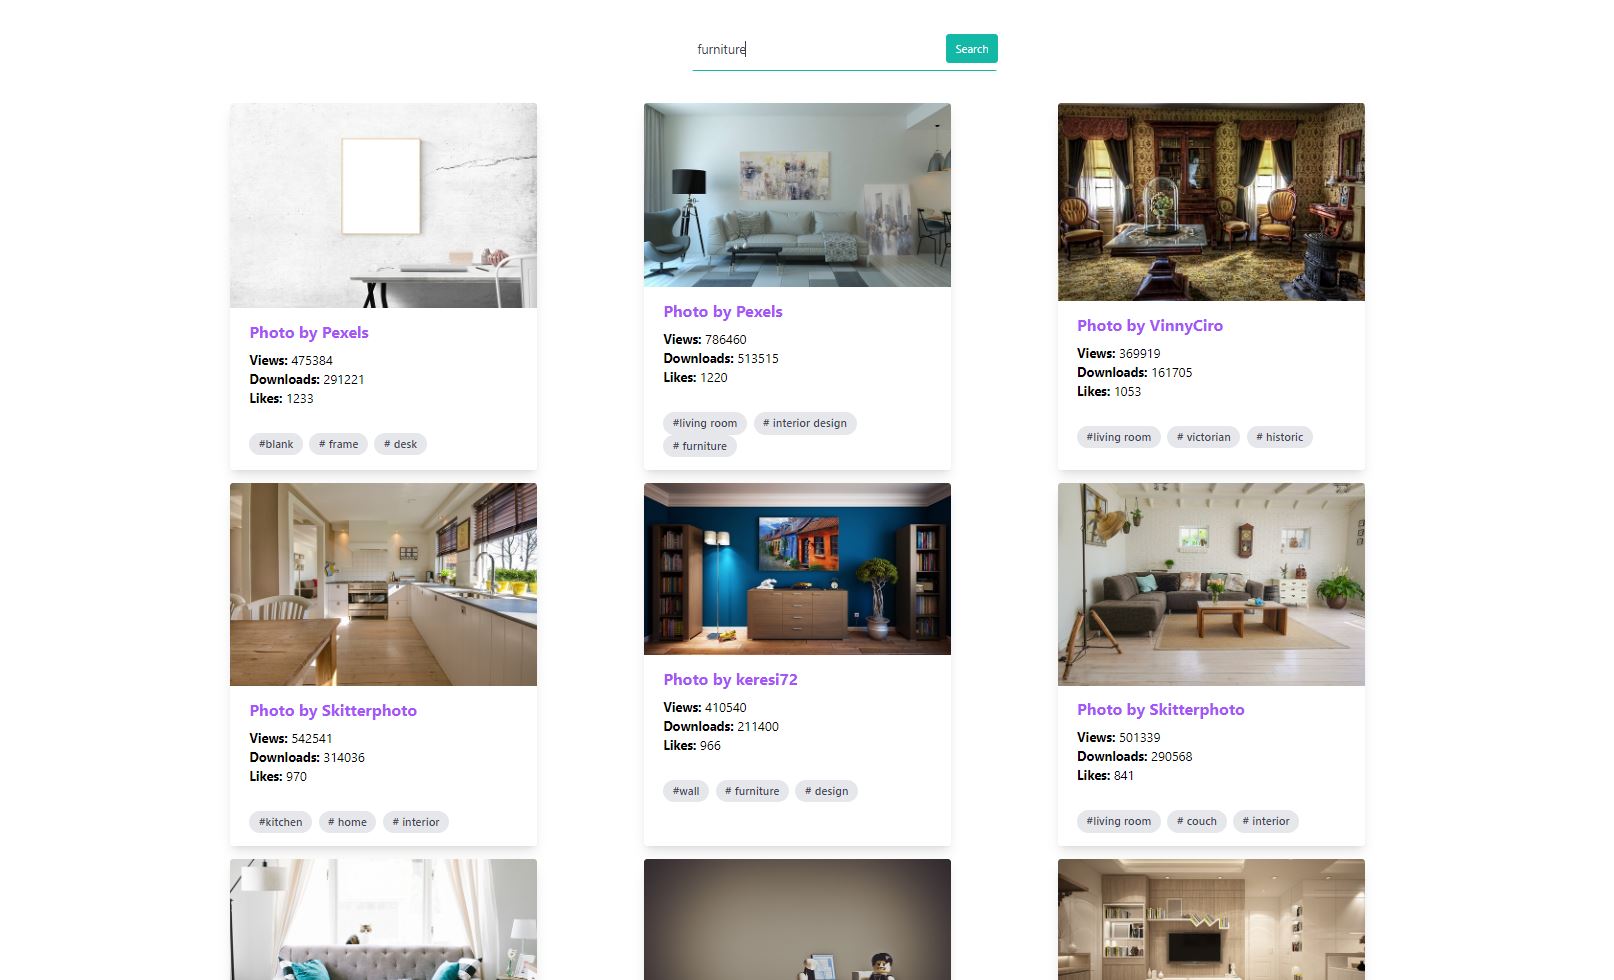 furniture
Search
Photo by Pexels
Views: 475384
Downloads: 291221
Likes: 1233
#blank # frame # desk
Photo by Pexels
Views: 786460
Downloads: 513515
Likes: 1220
#living room # interior design
# furniture
Photo by VinnyCiro
Views: 369919
Downloads: 161705
Likes: 1053
#living room # victorian # historic
Photo by Skitterphoto
Views: 542541
Downloads: 314036
Likes: 970
#kitchen # home # interior
Photo by keresi72
Views: 410540
Downloads: 211400
Likes: 966
#wall # furniture # design
Photo by Skitterphoto
Views: 501339
Downloads: 290568
Likes: 841
#living room # couch # interior